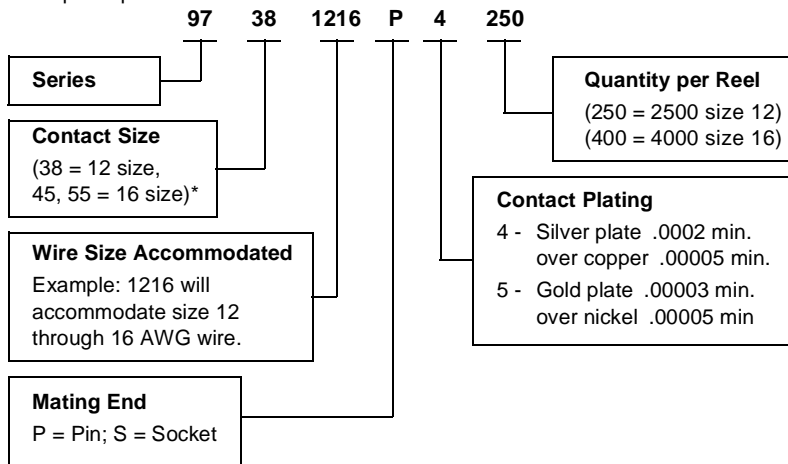 97 38 1216 P 4 250
Series
Contact Size
(38 = 12 size,
45, 55 = 16 size)*
Wire Size Accommodated
Example: 1216 will
accommodate size 12
through 16 AWG wire.
Mating End
P = Pin; S = Socket
Quantity per Reel
(250 = 2500 size 12)
(400 = 4000 size 16)
Contact Plating
4 - Silver plate .0002 min.
over copper .00005 min.
5 - Gold plate .00003 min.
over nickel .00005 min